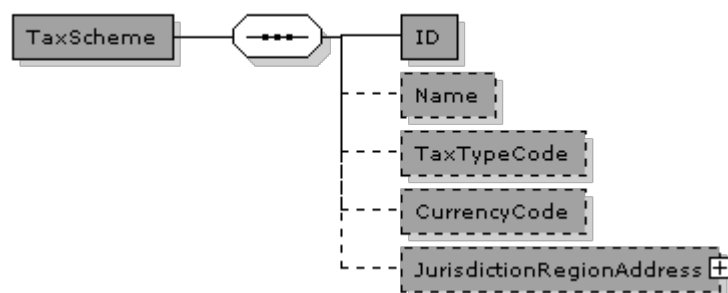 TaxScheme
ID
Name
TaxTypeCode
CurrencyCode
JurisdictionRegionAddress